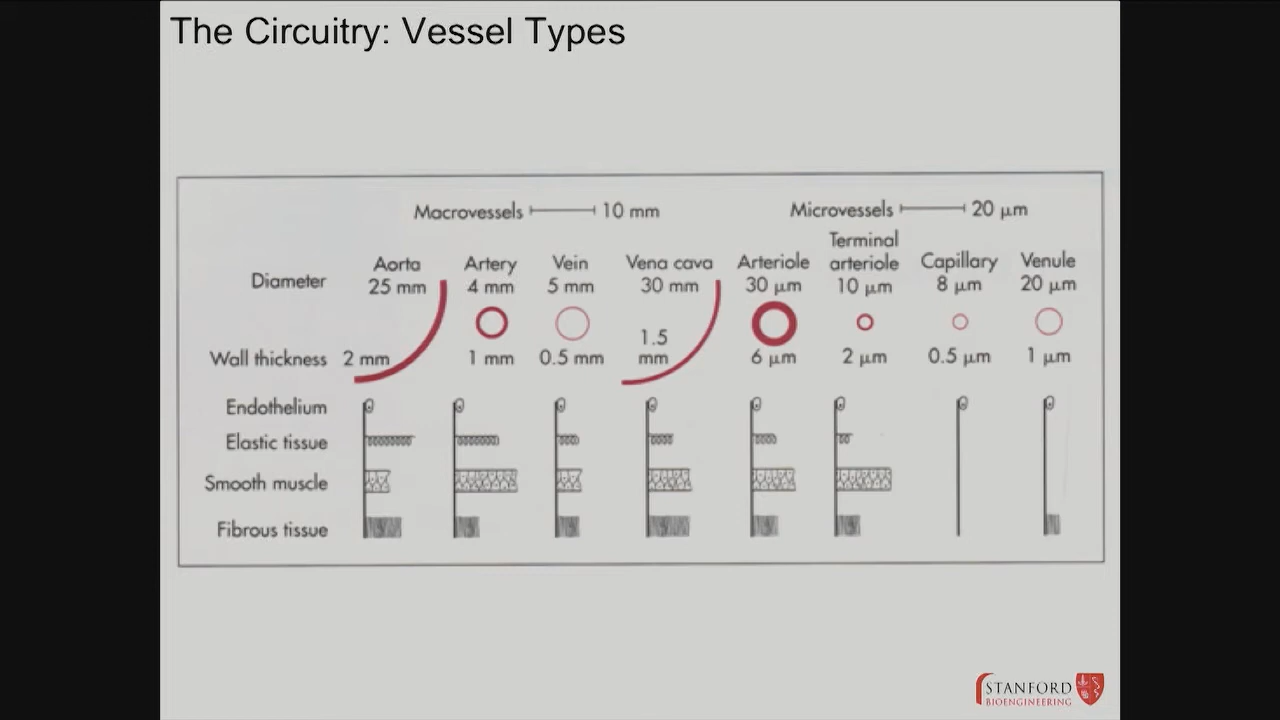 The Circuitry: Vessel Types
Macrovessels 10 mm
Microvessels 20 μm
Diameter
Aorta
25 mm
Artery
4 mm
Vein
5 mm
Vena cava
30 mm
Arteriole
30 μm
Terminal
arteriole
10 μm
Capillary
8 μm
Venule
20 μm
Wall thickness
2 mm
1 mm
0.5 mm
1.5
mm
6 μm
2 μm
0.5 μm
1 μm
Endothelium
Elastic tissue
Smooth muscle
Fibrous tissue
STANFORD
BIOENGINEERING